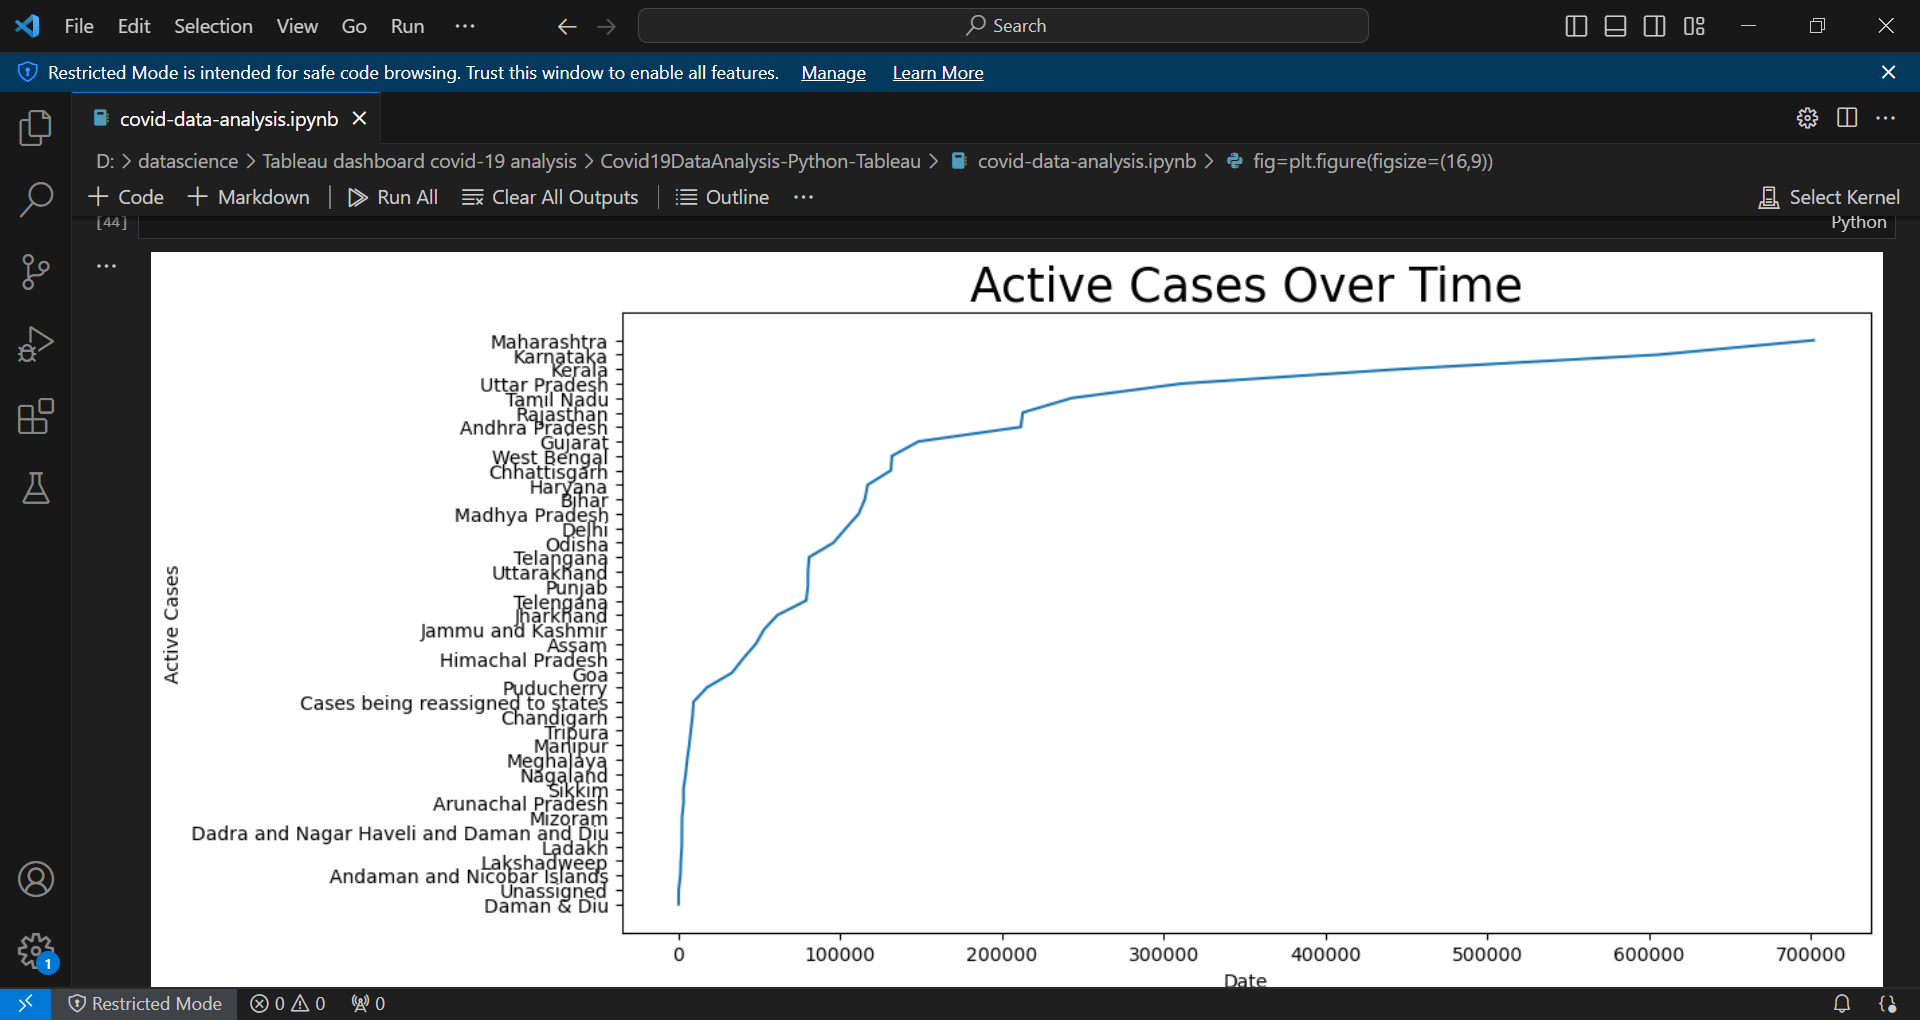 File Edit Selection View Go Run ··· Search
Restricted Mode is intended for safe code browsing. Trust this window to enable all features. Manage Learn More
covid-data-analysis.ipynb
D: > datascience > Tableau dashboard covid-19 analysis > Covid19DataAnalysis-Python-Tableau > covid-data-analysis.ipynb > fig=plt.figure(figsize=(16,9))
+ Code + Markdown Run All Clear All Outputs Outline ··· Select Kernel
[44] Python
Active Cases Over Time
Maharashtra
Karnataka
Kerala
Uttar Pradesh
Tamil Nadu
Rajasthan
Andhra Pradesh
Gujarat
West Bengal
Chhattisgarh
Haryana
Bihar
Madhya Pradesh
Delhi
Odisha
Telangana
Uttarakhand
Punjab
Telengana
Jharkhand
Jammu and Kashmir
Assam
Himachal Pradesh
Goa
Puducherry
Cases being reassigned to states
Chandigarh
Tripura
Manipur
Meghalaya
Nagaland
Sikkim
Arunachal Pradesh
Mizoram
Dadra and Nagar Haveli and Daman and Diu
Ladakh
Lakshadweep
Andaman and Nicobar Islands
Unassigned
Daman & Diu
Active Cases
0 100000 200000 300000 400000 500000 600000 700000
Date
1
Restricted Mode 0 0 0